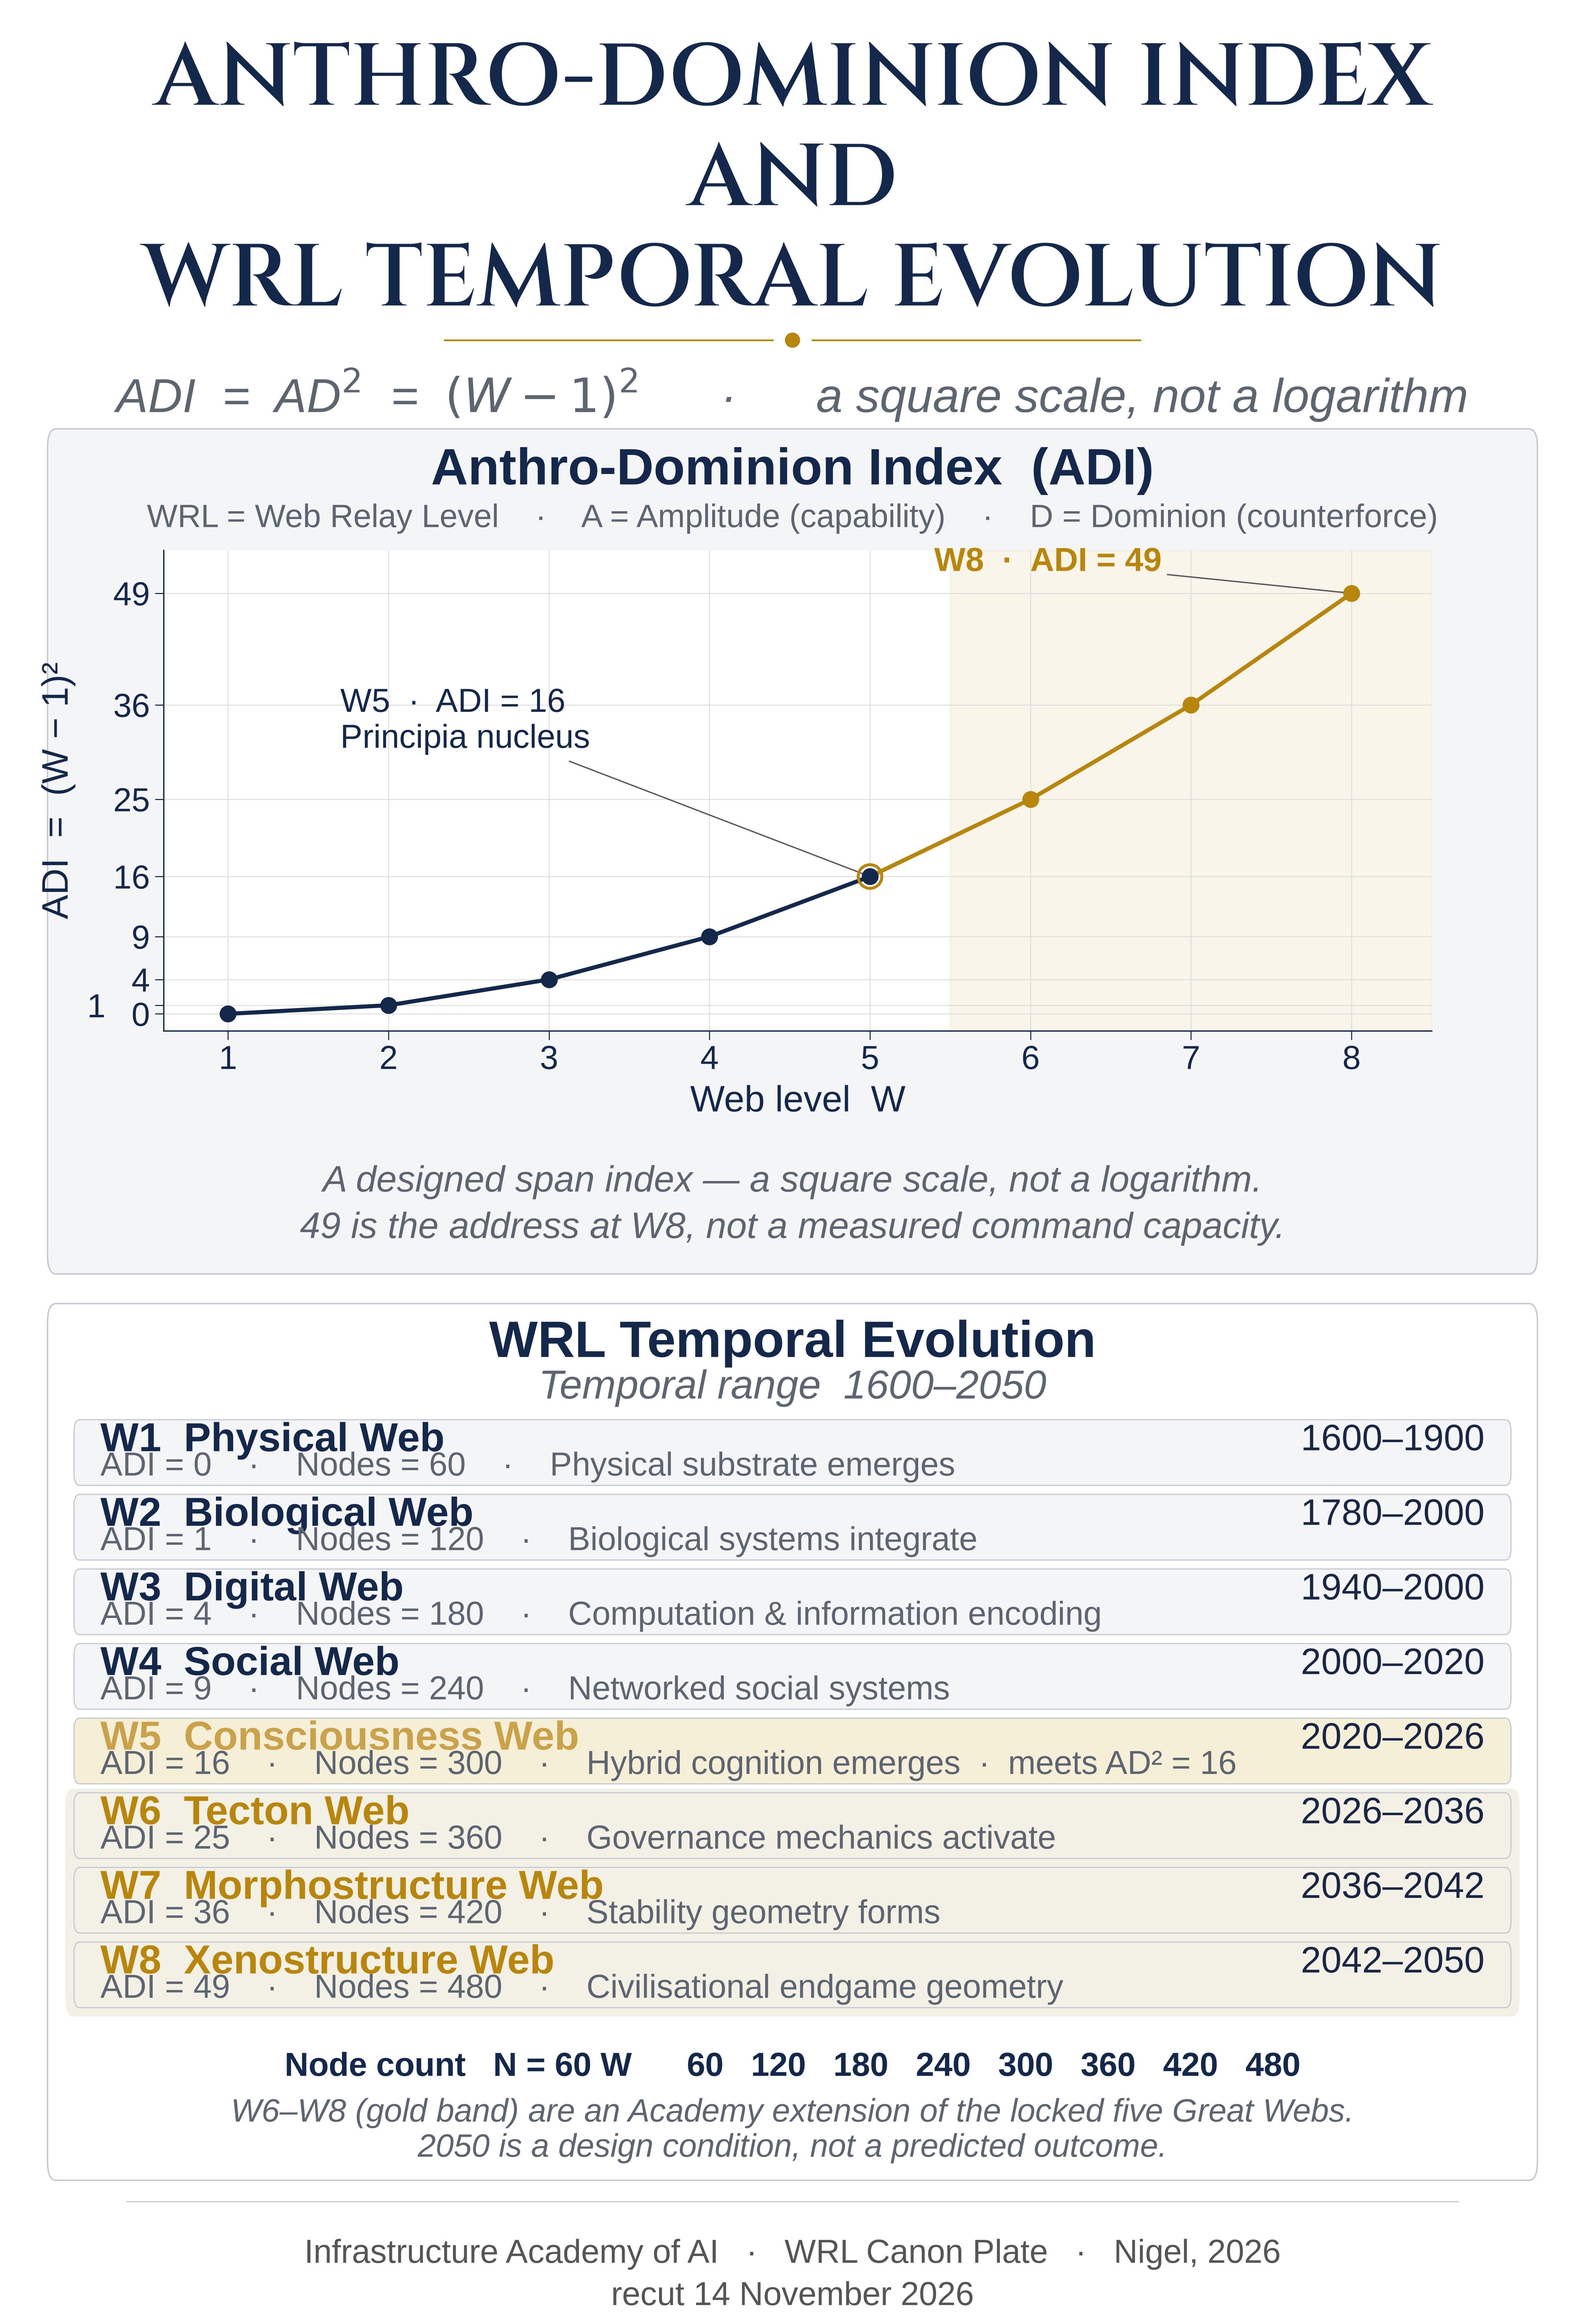 ANTHRO-DOMINION INDEX
AND
WRL TEMPORAL EVOLUTION
ADI = AD² = (W − 1)² · a square scale, not a logarithm
Anthro-Dominion Index (ADI)
WRL = Web Relay Level · A = Amplitude (capability) · D = Dominion (counterforce)
W8 · ADI = 49
49
36
25
16
9
4
1
0
ADI = (W − 1)²
W5 · ADI = 16
Principia nucleus
1 2 3 4 5 6 7 8
Web level W
A designed span index — a square scale, not a logarithm.
49 is the address at W8, not a measured command capacity.
WRL Temporal Evolution
Temporal range 1600–2050
W1 Physical Web 1600–1900
ADI = 0 · Nodes = 60 · Physical substrate emerges
W2 Biological Web 1780–2000
ADI = 1 · Nodes = 120 · Biological systems integrate
W3 Digital Web 1940–2000
ADI = 4 · Nodes = 180 · Computation & information encoding
W4 Social Web 2000–2020
ADI = 9 · Nodes = 240 · Networked social systems
W5 Consciousness Web 2020–2026
ADI = 16 · Nodes = 300 · Hybrid cognition emerges · meets AD² = 16
W6 Tecton Web 2026–2036
ADI = 25 · Nodes = 360 · Governance mechanics activate
W7 Morphostructure Web 2036–2042
ADI = 36 · Nodes = 420 · Stability geometry forms
W8 Xenostructure Web 2042–2050
ADI = 49 · Nodes = 480 · Civilisational endgame geometry
Node count N = 60 W 60 120 180 240 300 360 420 480
W6–W8 (gold band) are an Academy extension of the locked five Great Webs.
2050 is a design condition, not a predicted outcome.
Infrastructure Academy of AI · WRL Canon Plate · Nigel, 2026
recut 14 November 2026